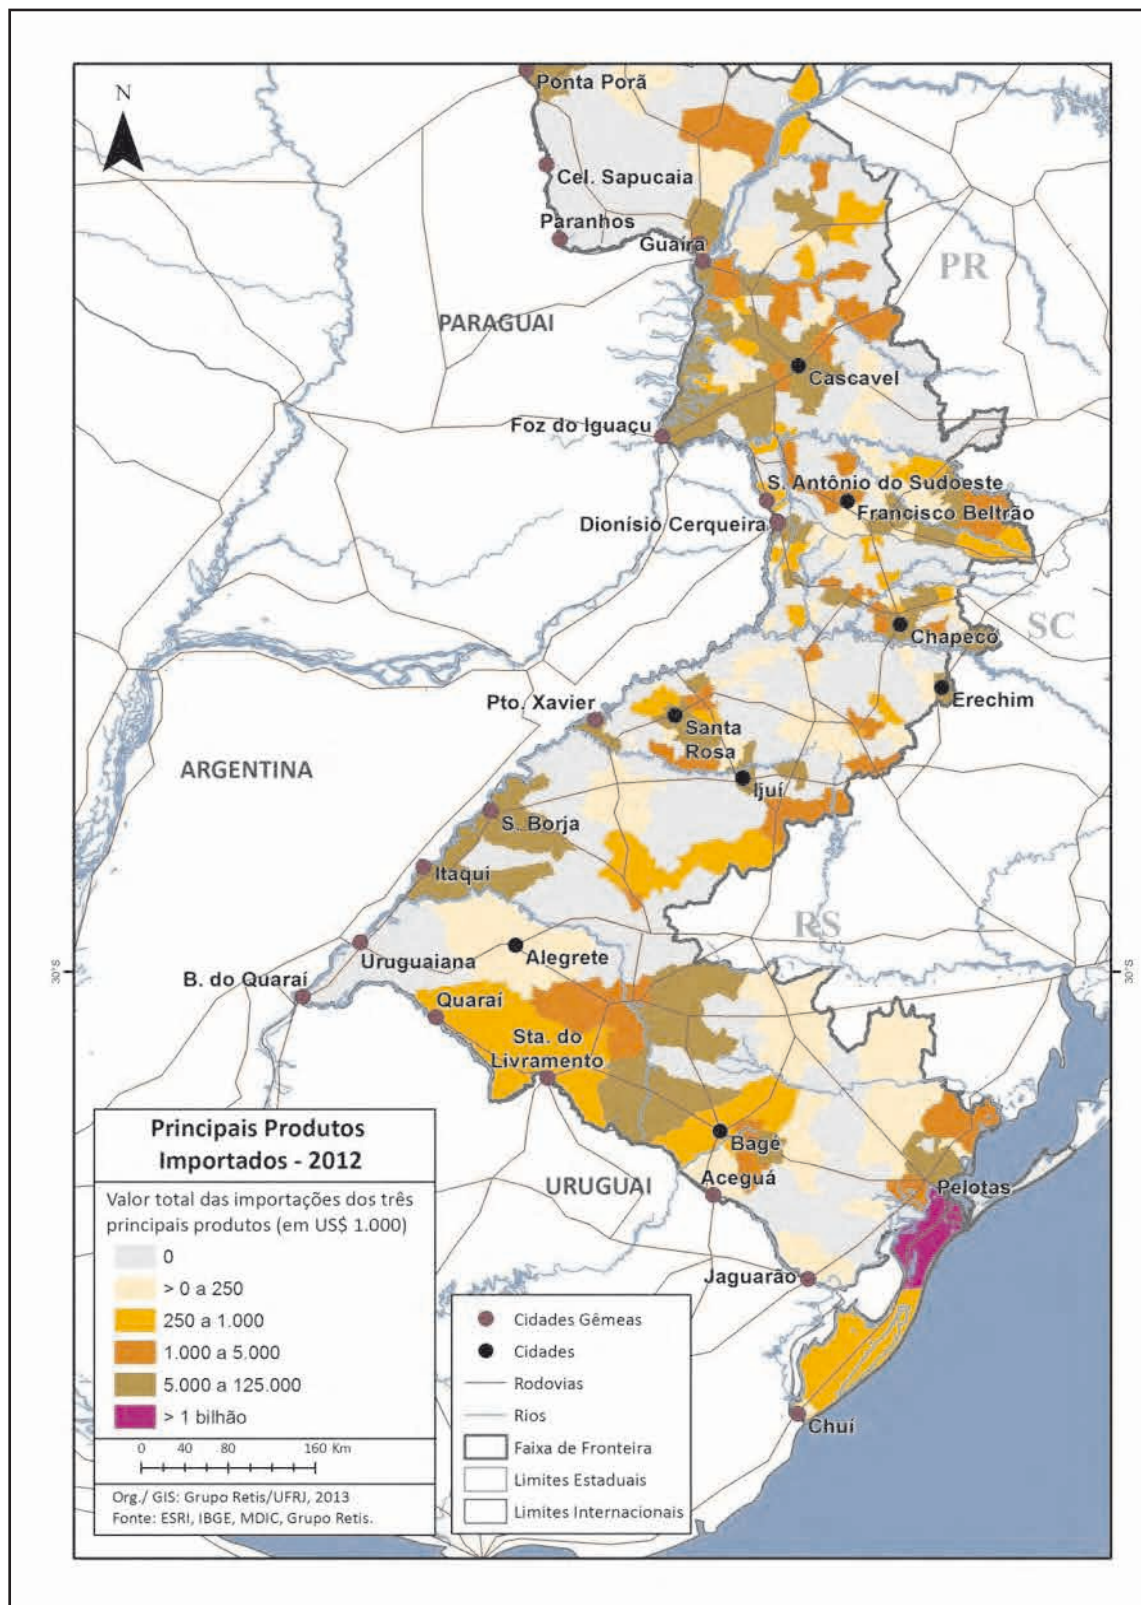 N
Ponta Porã
Cel. Sapucaia
Paranhos
Guaíra
PR
PARAGUAI
Cascavel
Foz do Iguaçu
S. Antônio do Sudoeste
Francisco Beltrão
Dionísio Cerqueira
SC
Chapecó
Erechim
Pto. Xavier
Santa
Rosa
ARGENTINA
Ijuí
S. Borja
Itaqui
RS
Uruguaiana
Alegrete
30°S
30°S
B. do Quaraí
Quaraí
Sta. do
Livramento
Bagé
Aceguá
URUGUAI
Pelotas
Jaguarão
Chuí
Principais Produtos
Importados - 2012
Valor total das importações dos três
principais produtos (em US$ 1.000)
0
> 0 a 250
250 a 1.000
1.000 a 5.000
5.000 a 125.000
> 1 bilhão
0 40 80 160 Km
Org./ GIS: Grupo Retis/UFRJ, 2013
Fonte: ESRI, IBGE, MDIC, Grupo Retis.
Cidades Gêmeas
Cidades
Rodovias
Rios
Faixa de Fronteira
Limites Estaduais
Limites Internacionais